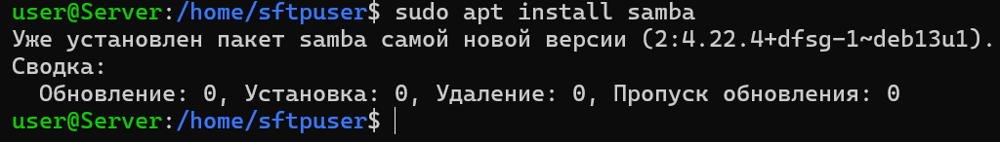 user@Server:/home/sftpuser$ sudo apt install samba
Уже установлен пакет samba самой новой версии (2:4.22.4+dfsg-1~deb13u1).
Сводка:
  Обновление: 0, Установка: 0, Удаление: 0, Пропуск обновления: 0
user@Server:/home/sftpuser$